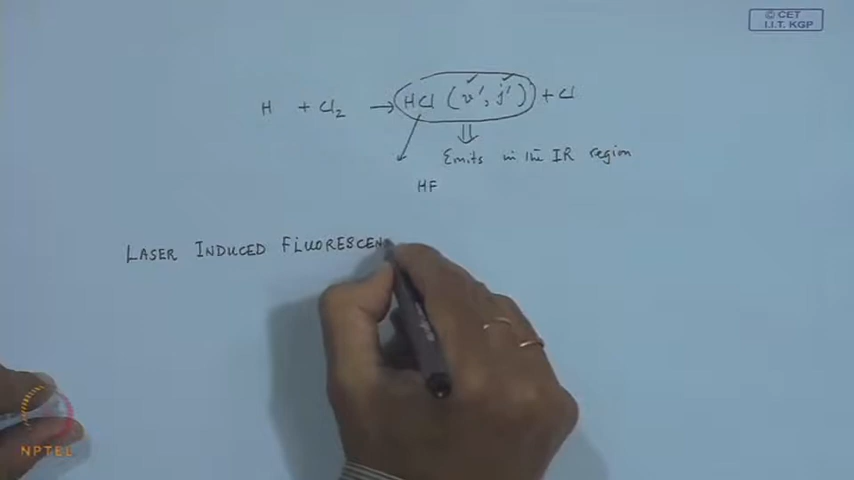 © CET
I.I.T. KGP
H + Cl₂ → HCl (v', j') + Cl
Emits in the IR region
HF
LASER INDUCED FLUORESCEN
NPTEL